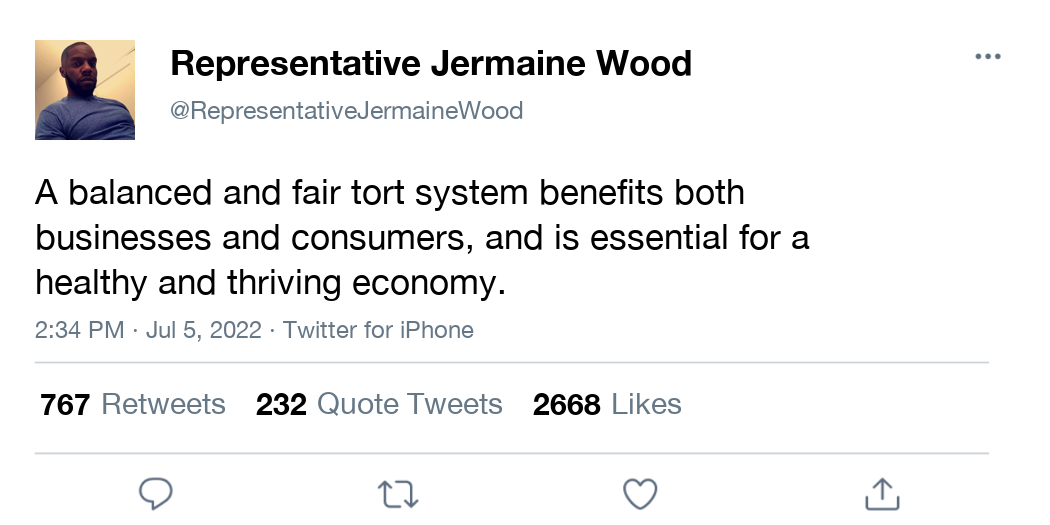 Representative Jermaine Wood
@RepresentativeJermaineWood
A balanced and fair tort system benefits both
businesses and consumers, and is essential for a
healthy and thriving economy.
2:34 PM · Jul 5, 2022 · Twitter for iPhone
767 Retweets 232 Quote Tweets 2668 Likes